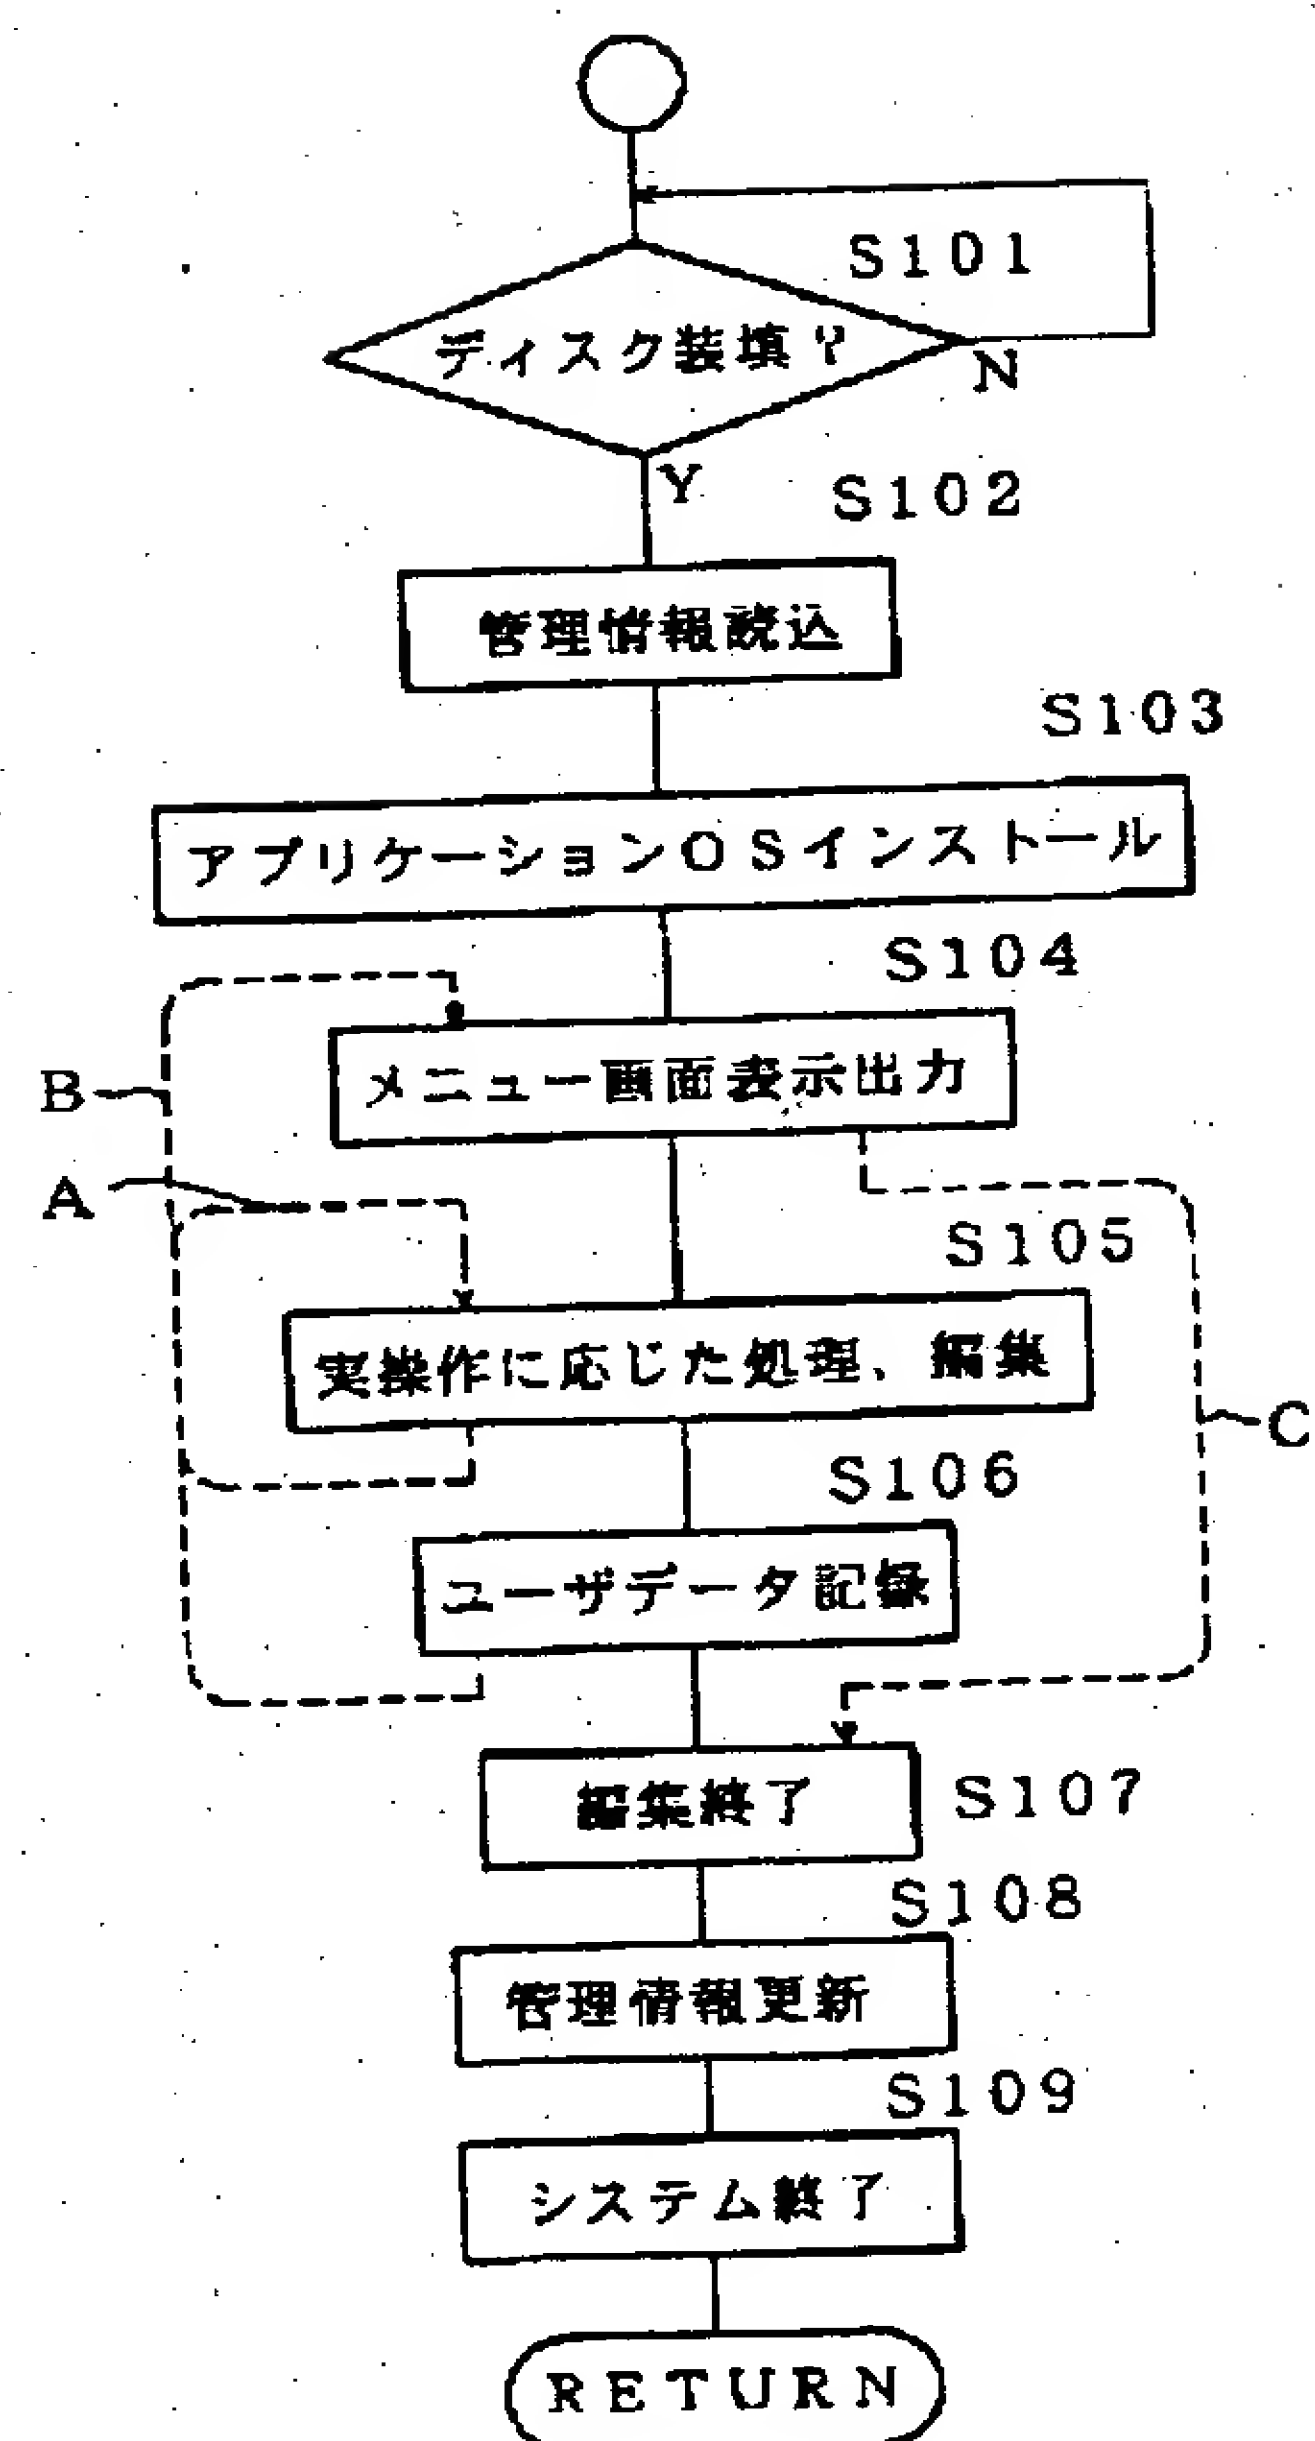 S101
ディスク装填?
N
Y
S102
管理情報読込
S103
アプリケーションOSインストール
S104
メニュー画面表示出力
B
A
S105
実操作に応じた処理、編集
C
S106
ユーザデータ記録
編集終了
S107
S108
管理情報更新
S109
システム終了
RETURN